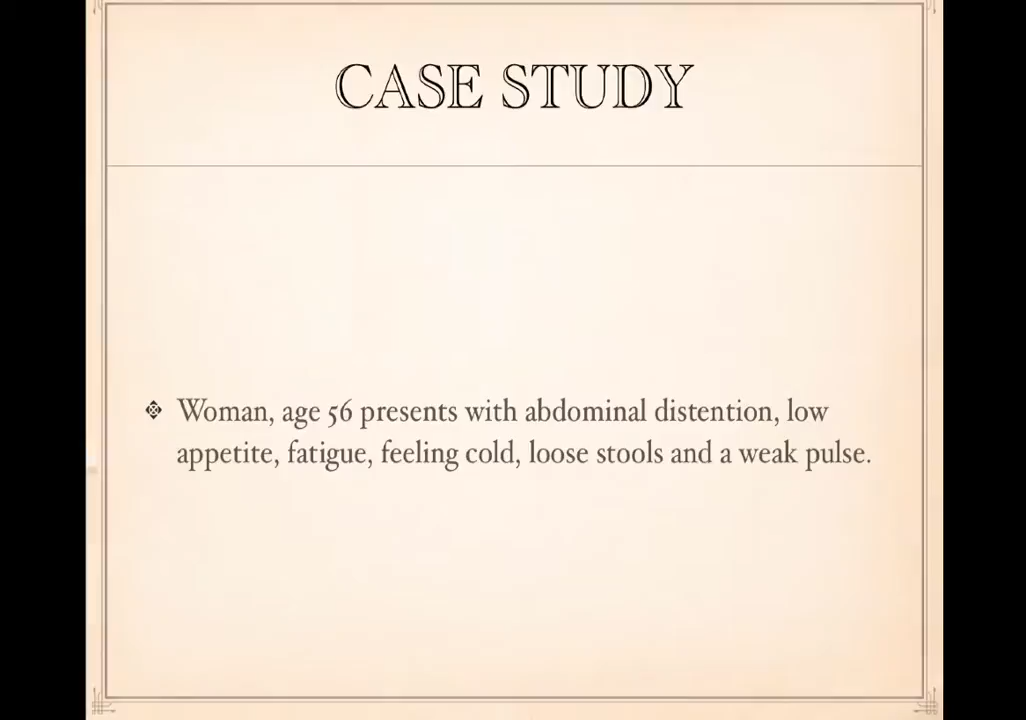 CASE STUDY
Woman, age 56 presents with abdominal distention, low
appetite, fatigue, feeling cold, loose stools and a weak pulse.